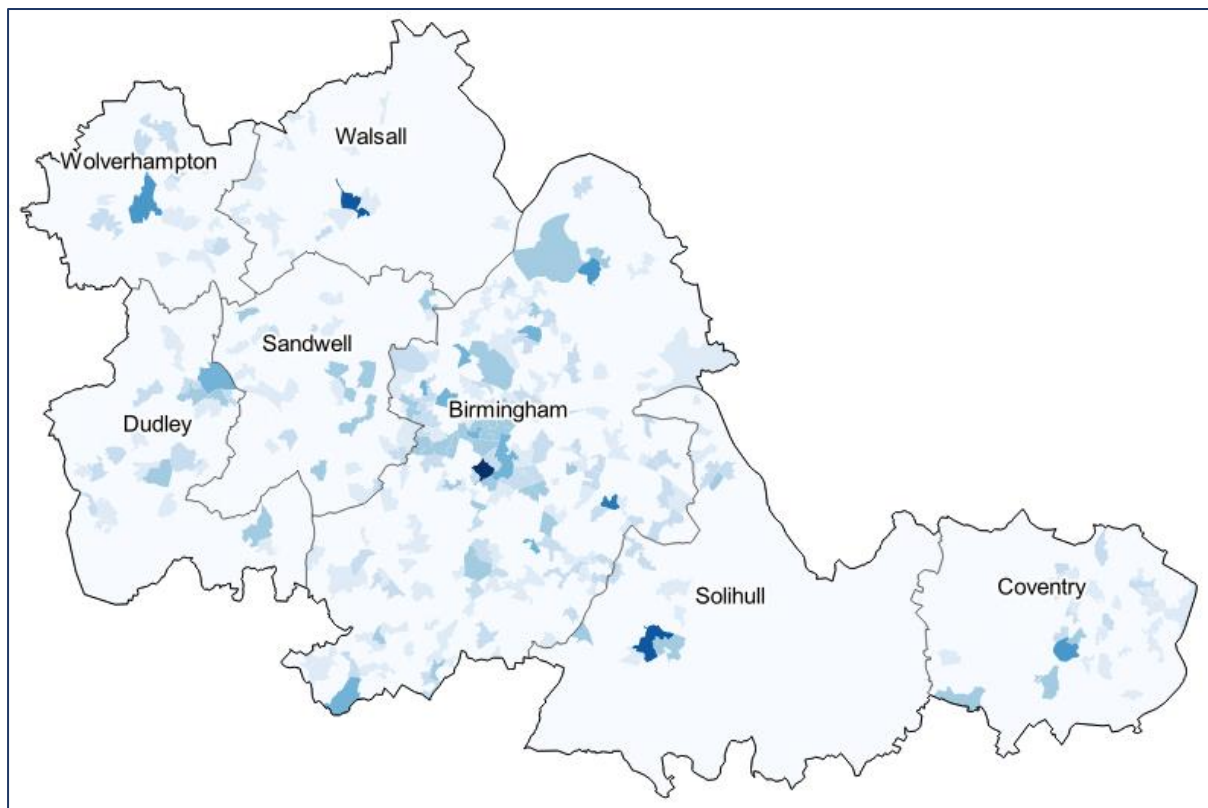 Walsall
Wolverhampton
Sandwell
Birmingham
Dudley
Solihull
Coventry